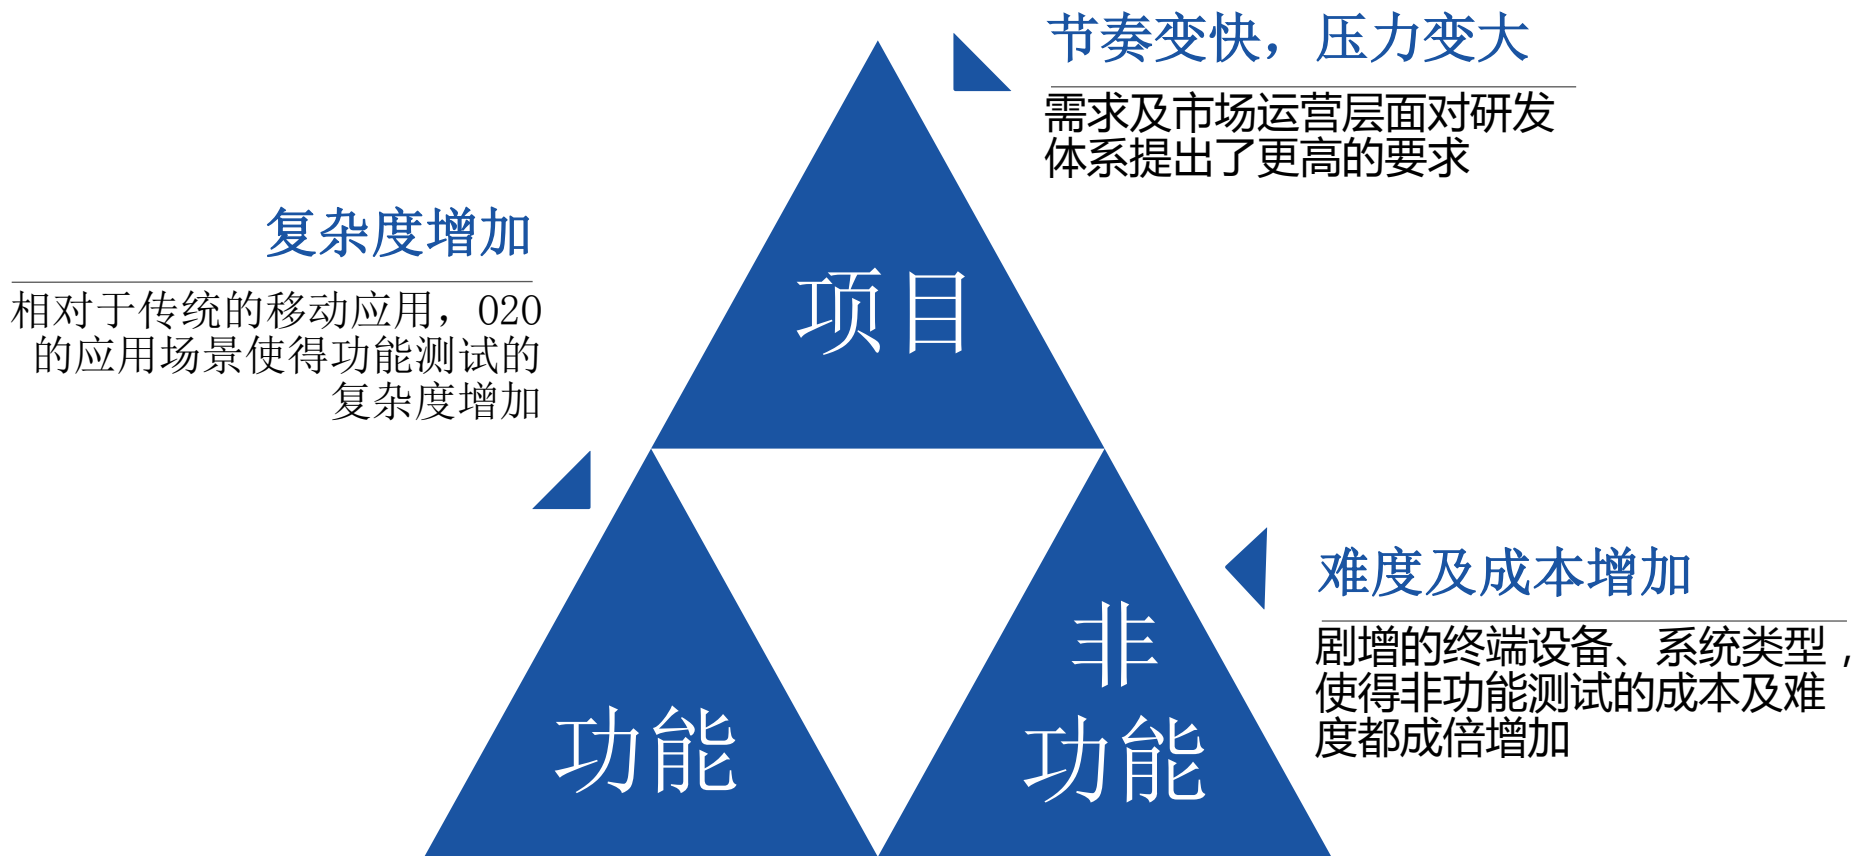 节奏变快，压力变大
需求及市场运营层面对研发
体系提出了更高的要求
复杂度增加
相对于传统的移动应用，O2O
的应用场景使得功能测试的
复杂度增加
项目
难度及成本增加
剧增的终端设备、系统类型，
使得非功能测试的成本及难
度都成倍增加
功能
非
功能